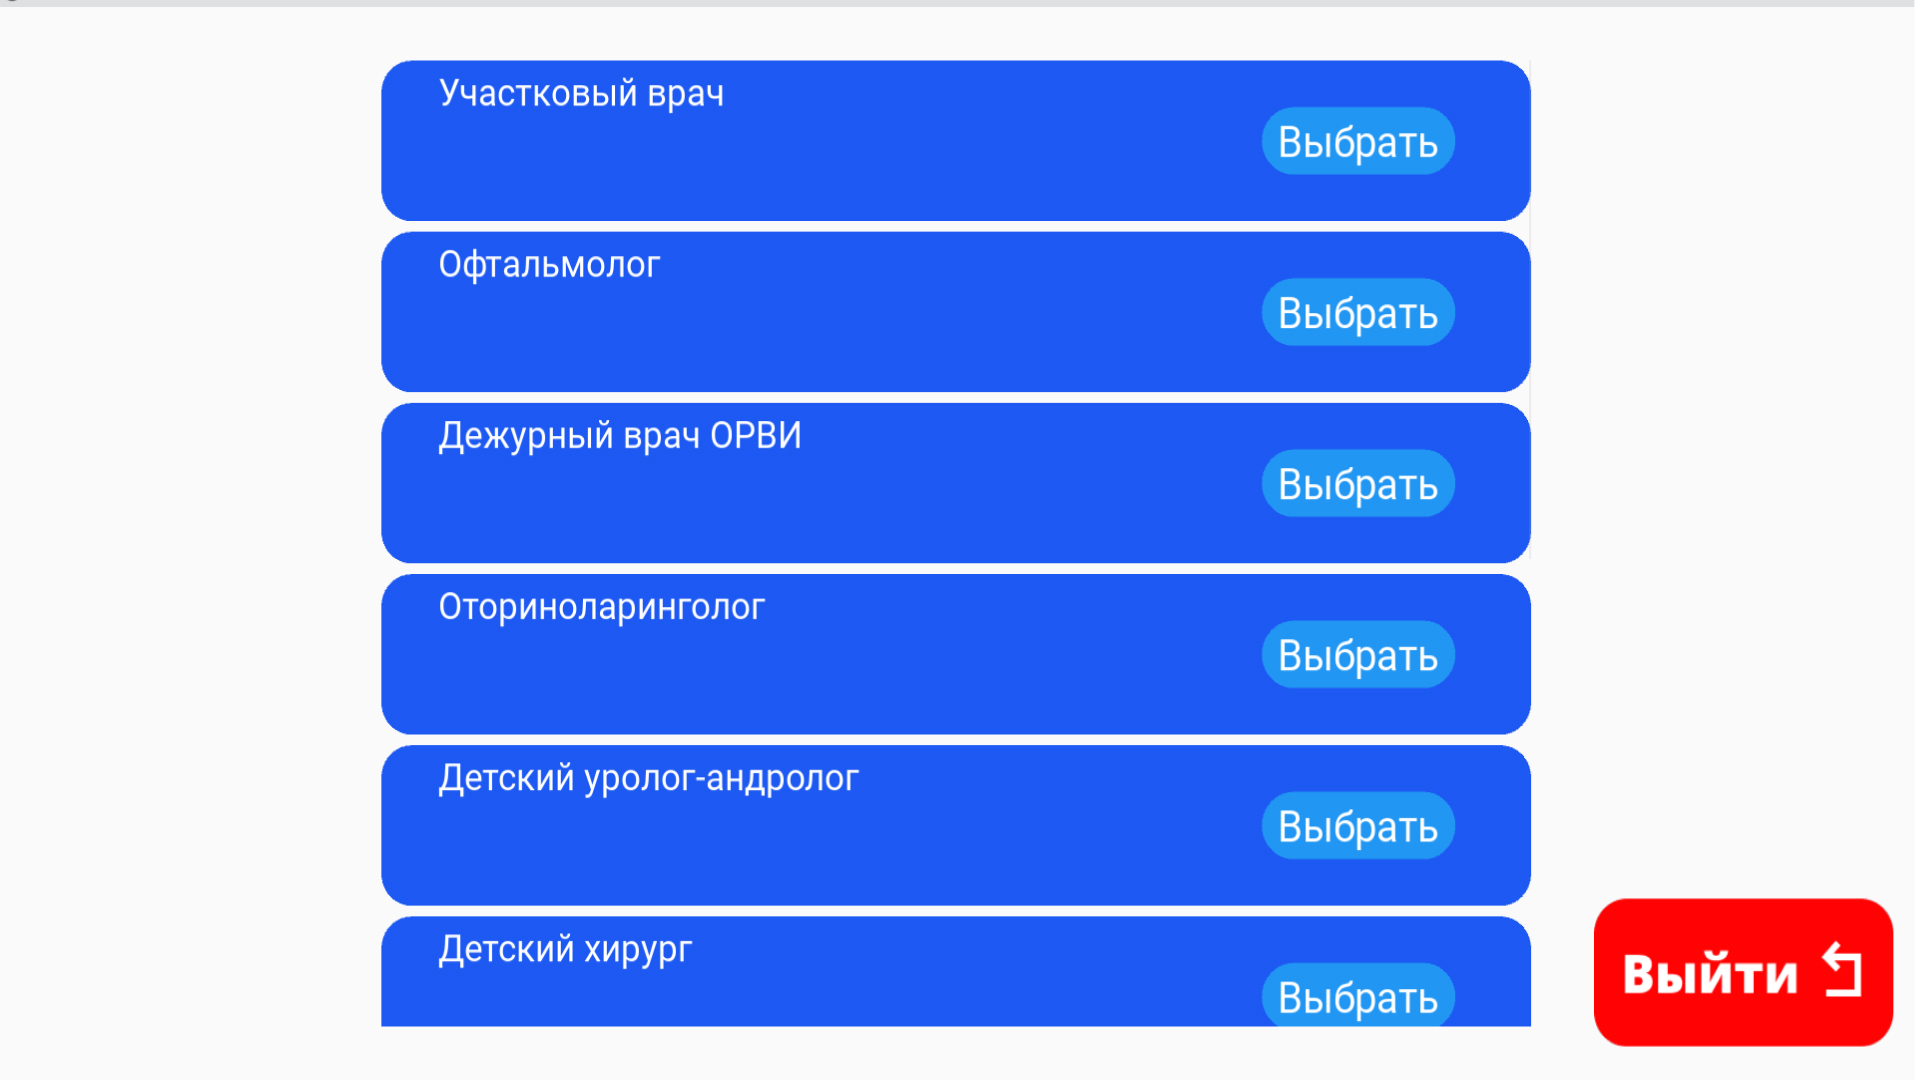 Участковый врач
Выбрать
Офтальмолог
Выбрать
Дежурный врач ОРВИ
Выбрать
Оториноларинголог
Выбрать
Детский уролог-андролог
Выбрать
Детский хирург
Выбрать
Выйти